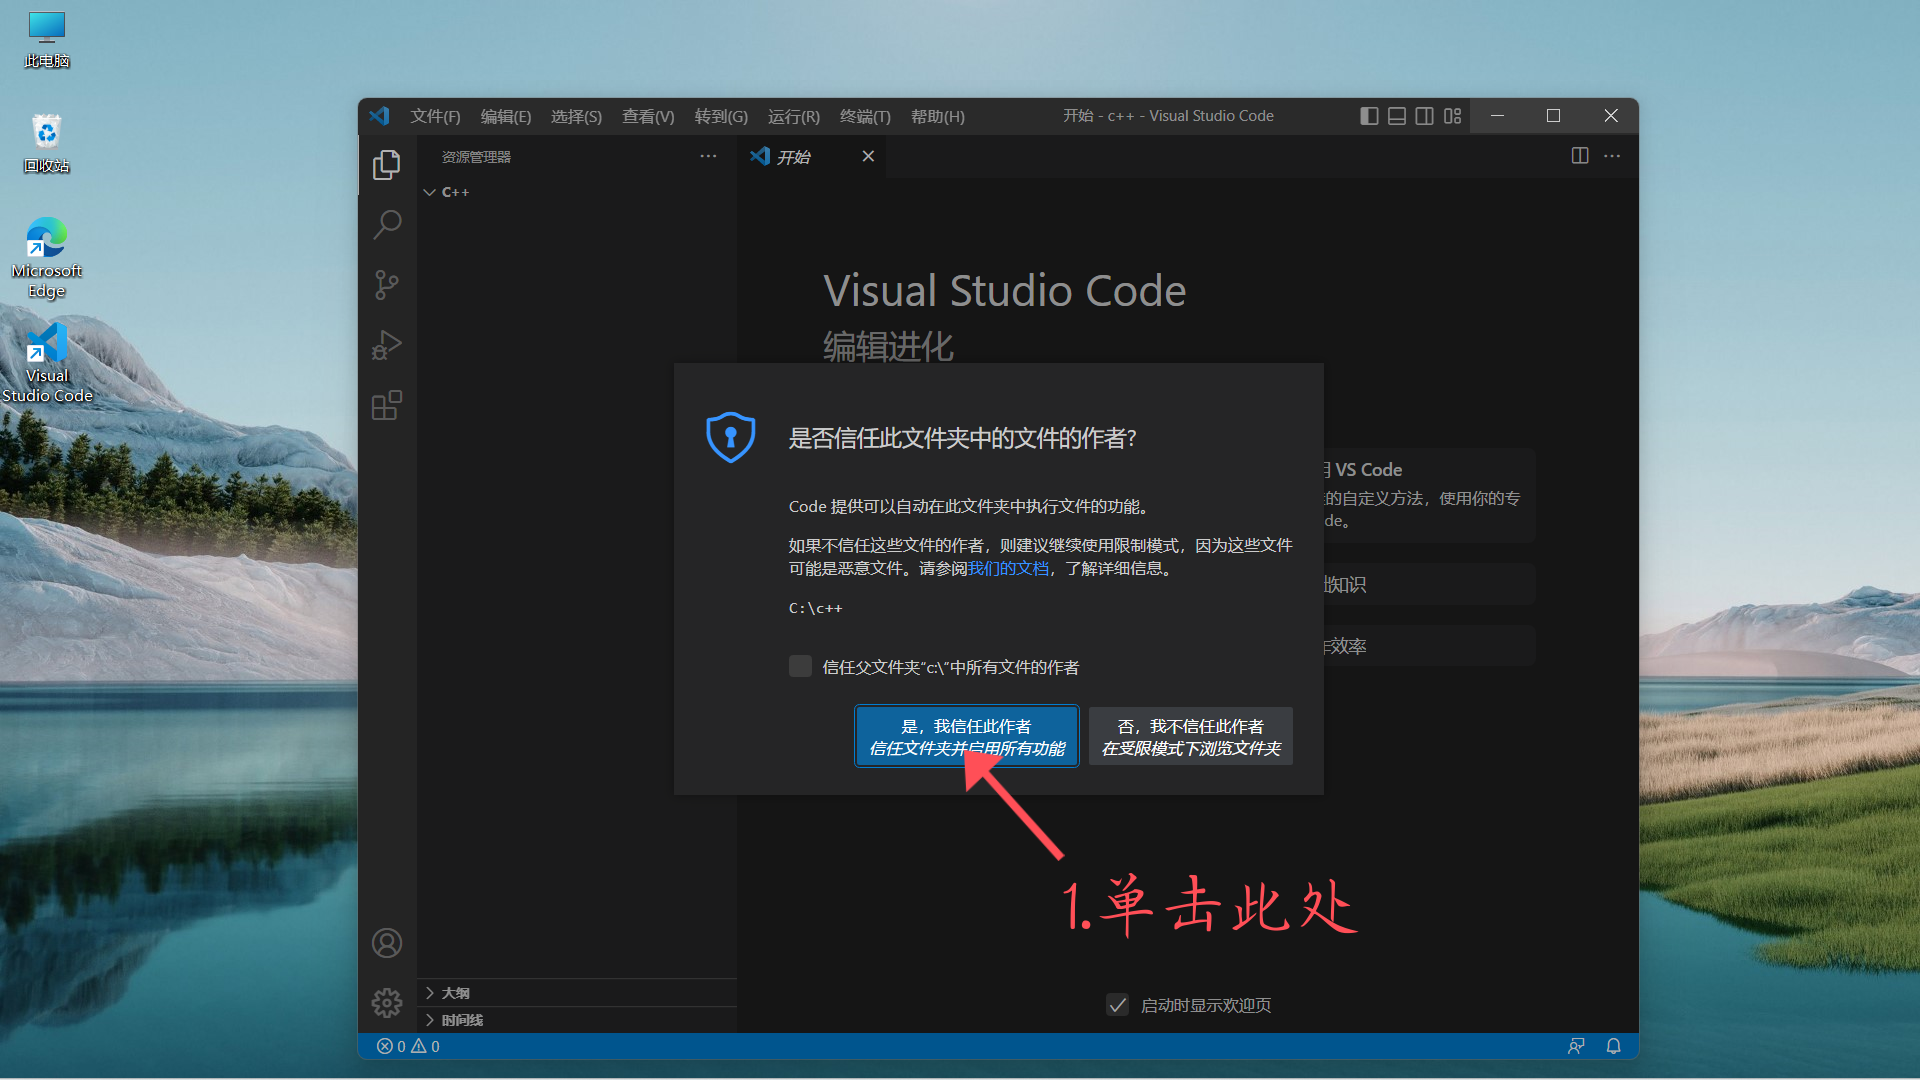 此电脑
回收站
Microsoft
Edge
Visual
Studio Code
文件(F) 编辑(E) 选择(S) 查看(V) 转到(G) 运行(R) 终端(T) 帮助(H)
开始 - c++ - Visual Studio Code
资源管理器
开始
C++
Visual Studio Code
编辑进化
是否信任此文件夹中的文件的作者?
Code 提供可以自动在此文件夹中执行文件的功能。
如果不信任这些文件的作者，则建议继续使用限制模式，因为这些文件
可能是恶意文件。请参阅我们的文档，了解详细信息。
C:\c++
信任父文件夹“c:\”中所有文件的作者
是，我信任此作者
信任文件夹并启用所有功能
否，我不信任此作者
在受限模式下浏览文件夹
VS Code
的自定义方法，使用你的专
de。
知识
效率
1.单击此处
启动时显示欢迎页
大纲
时间线
0 0